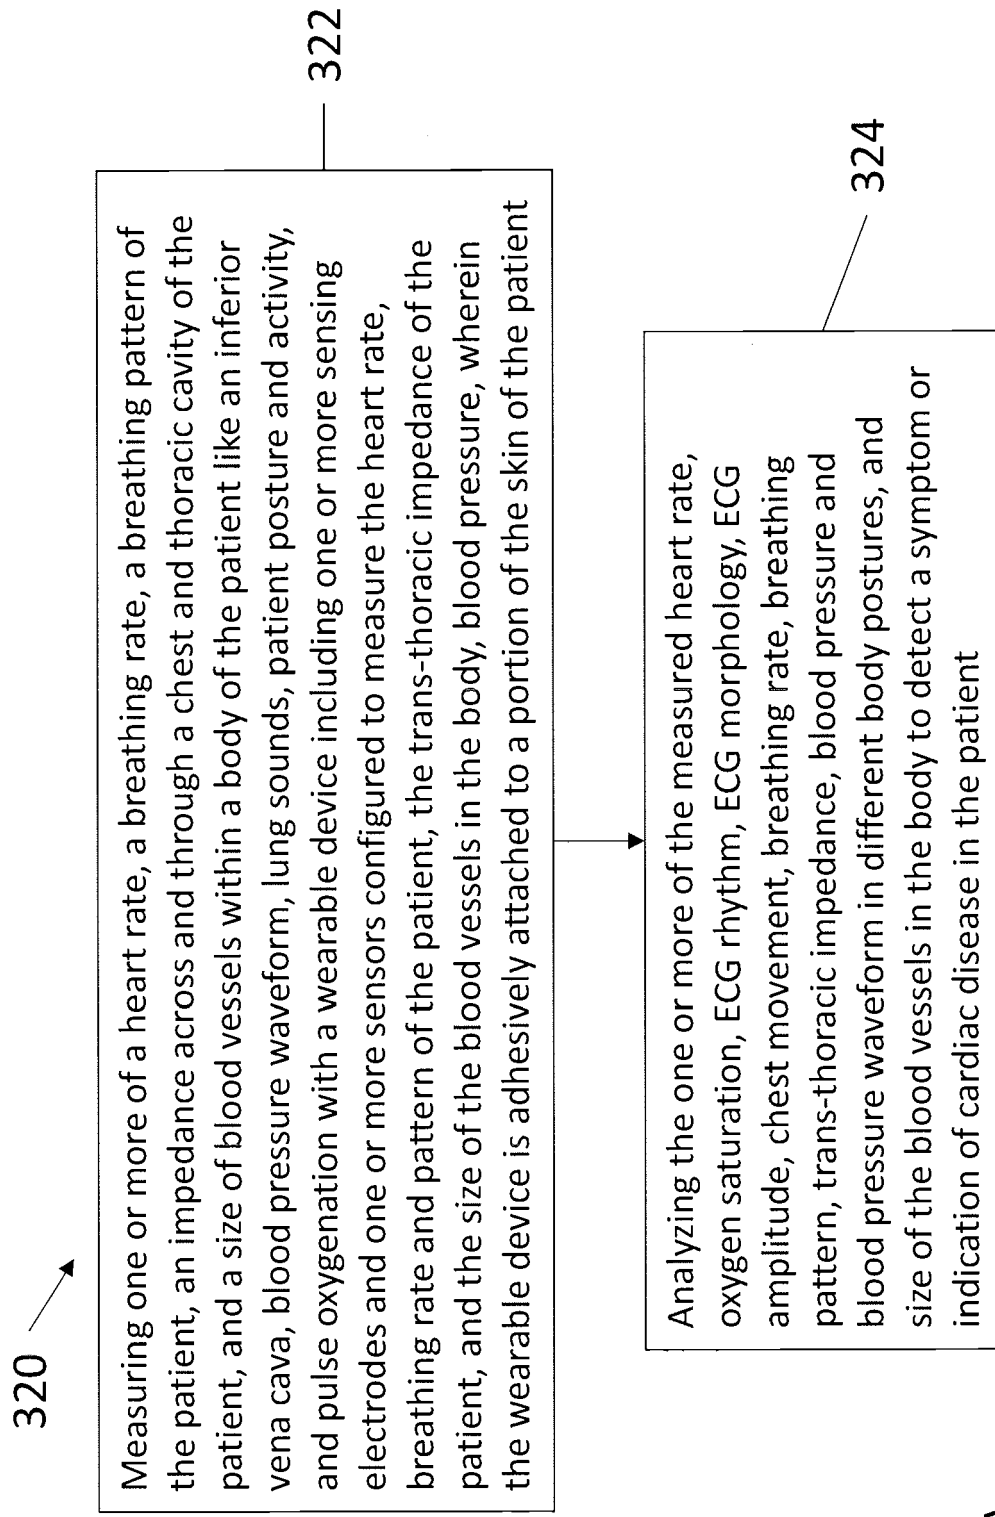 320
Measuring one or more of a heart rate, a breathing rate, a breathing pattern of
the patient, an impedance across and through a chest and thoracic cavity of the
patient, and a size of blood vessels within a body of the patient like an inferior
vena cava, blood pressure waveform, lung sounds, patient posture and activity,
and pulse oxygenation with a wearable device including one or more sensing
electrodes and one or more sensors configured to measure the heart rate,
breathing rate and pattern of the patient, the trans-thoracic impedance of the
patient, and the size of the blood vessels in the body, blood pressure, wherein
the wearable device is adhesively attached to a portion of the skin of the patient
322
Analyzing the one or more of the measured heart rate,
oxygen saturation, ECG rhythm, ECG morphology, ECG
amplitude, chest movement, breathing rate, breathing
pattern, trans-thoracic impedance, blood pressure and
blood pressure waveform in different body postures, and
size of the blood vessels in the body to detect a symptom or
indication of cardiac disease in the patient
324